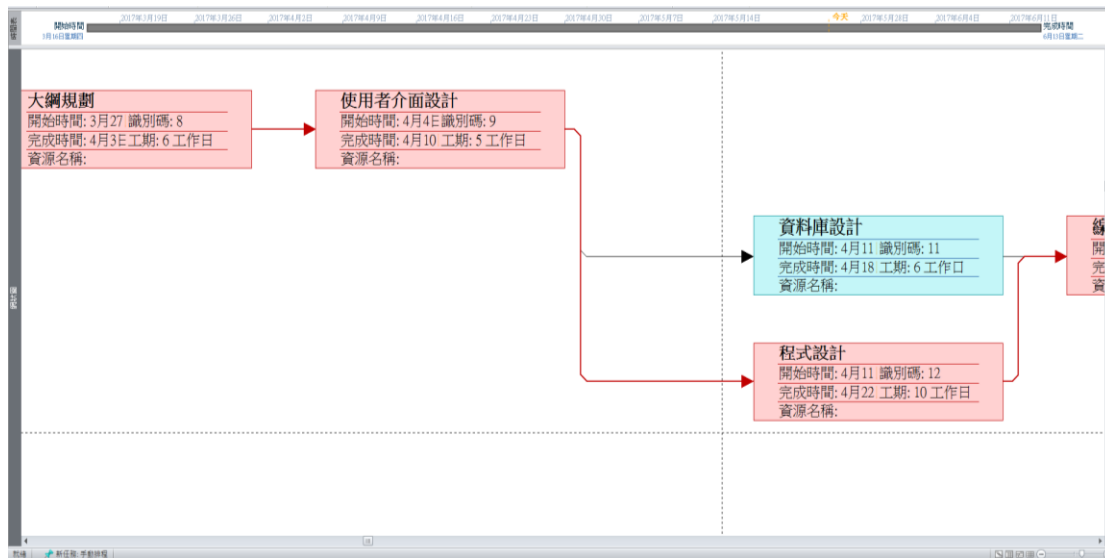 2017年3月19日 2017年3月26日 2017年4月2日 2017年4月9日 2017年4月16日 2017年4月23日 2017年4月30日 2017年5月7日 2017年5月14日 今天 2017年5月28日 2017年6月4日 2017年6月11日
開始時間
3月16日星期四
完成時間
6月13日星期二
大綱規劃
開始時間: 3月27 識別碼: 8
完成時間: 4月3日 工期: 6 工作日
資源名稱:
使用者介面設計
開始時間: 4月4日 識別碼: 9
完成時間: 4月10 工期: 5 工作日
資源名稱:
資料庫設計
開始時間: 4月11 識別碼: 11
完成時間: 4月18 工期: 6 工作日
資源名稱:
程式設計
開始時間: 4月11 識別碼: 12
完成時間: 4月22 工期: 10 工作日
資源名稱:
線
開
完
資
就緒 新任務: 手動排程